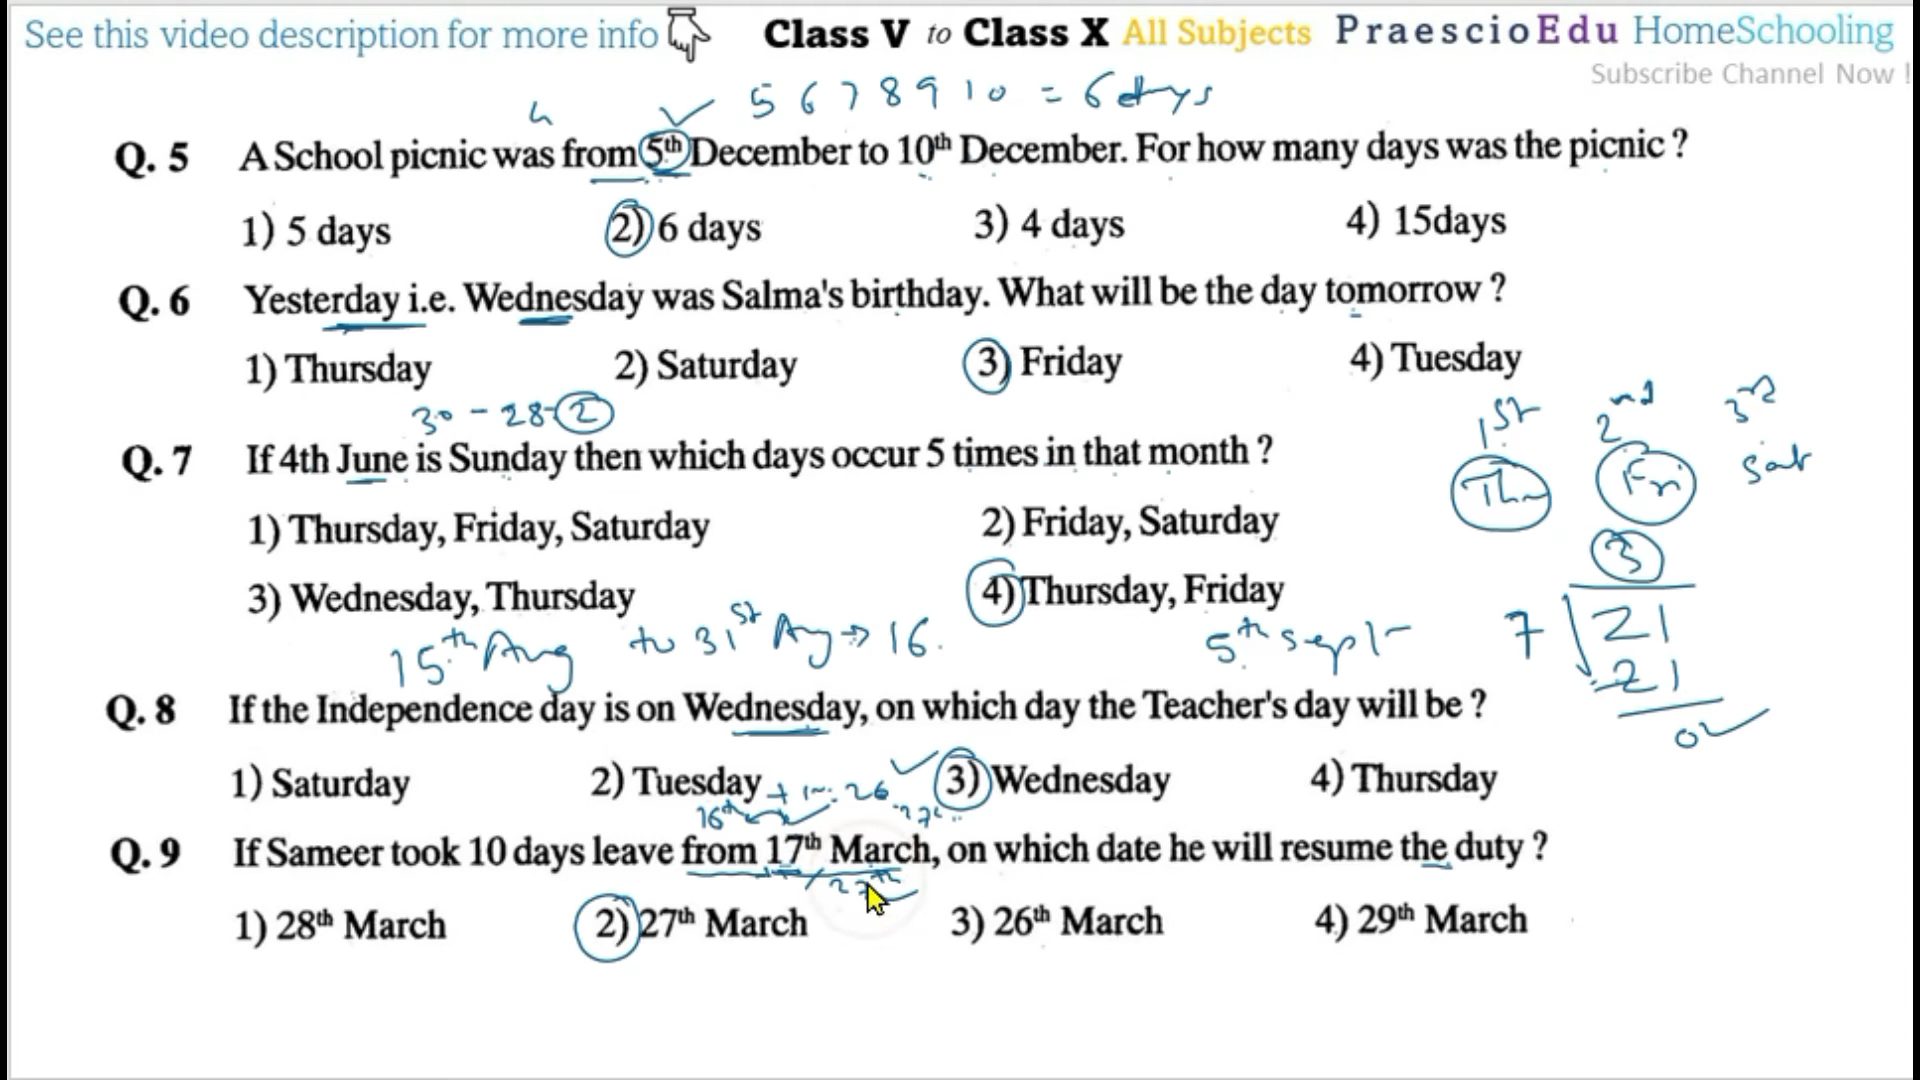 See this video description for more info Class V to Class X All Subjects PraescioEdu HomeSchooling
Subscribe Channel Now !
5 6 7 8 9 10 = 6 days
Q. 5 A School picnic was from 5th December to 10th December. For how many days was the picnic ?
1) 5 days 2) 6 days 3) 4 days 4) 15days
Q. 6 Yesterday i.e. Wednesday was Salma's birthday. What will be the day tomorrow ?
1) Thursday 2) Saturday 3) Friday 4) Tuesday
30 - 28 - 2 1st 2nd 3rd
Q. 7 If 4th June is Sunday then which days occur 5 times in that month ?
Fri Sat
1) Thursday, Friday, Saturday 2) Friday, Saturday
3
3) Wednesday, Thursday 4) Thursday, Friday
15th Aug to 31st Aug → 16. 5th sept 7 21
21
Q. 8 If the Independence day is on Wednesday, on which day the Teacher's day will be ?
0
1) Saturday 2) Tuesday 3) Wednesday 4) Thursday
16th 26
Q. 9 If Sameer took 10 days leave from 17th March, on which date he will resume the duty ?
27th
1) 28th March 2) 27th March 3) 26th March 4) 29th March